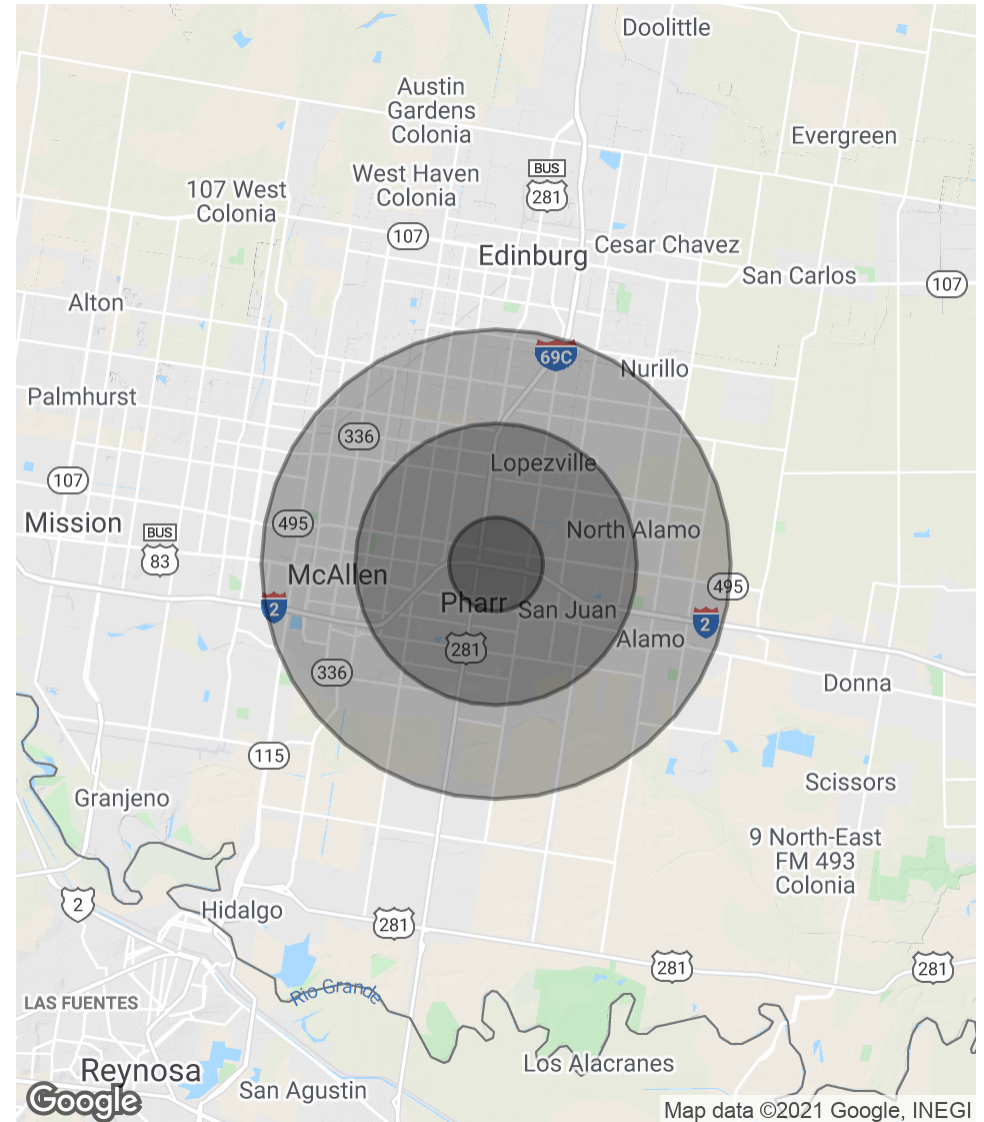 Doolittle
Austin
Gardens
Colonia
Evergreen
West Haven
Colonia
BUS
281
107 West
Colonia
107
Edinburg
Cesar Chavez
San Carlos
107
Alton
69C
Nurillo
Palmhurst
336
Lopezville
107
Mission
495
North Alamo
BUS
83
McAllen
495
2
Pharr
San Juan
2
Alamo
281
336
Donna
115
Scissors
Granjeno
9 North-East
FM 493
Colonia
2
Hidalgo
281
281
281
Rio Grande
LAS FUENTES
Los Alacranes
Reynosa
San Agustin
Google
Map data ©2021 Google, INEGI